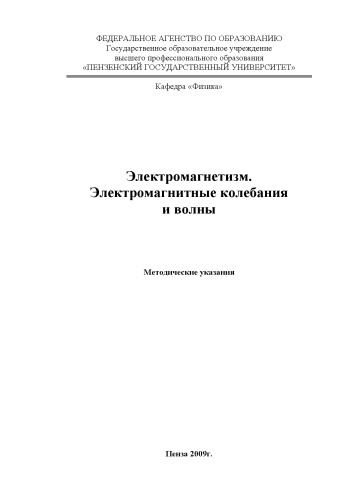 ФЕДЕРАЛЬНОЕ АГЕНСТВО ПО ОБРАЗОВАНИЮ
Государственное образовательное учреждение
высшего профессионального образования
«ПЕНЗЕНСКИЙ ГОСУДАРСТВЕННЫЙ УНИВЕРСИТЕТ»
Кафедра «Физика»
Электромагнетизм.
Электромагнитные колебания
и волны
Методические указания
Пенза 2009г.